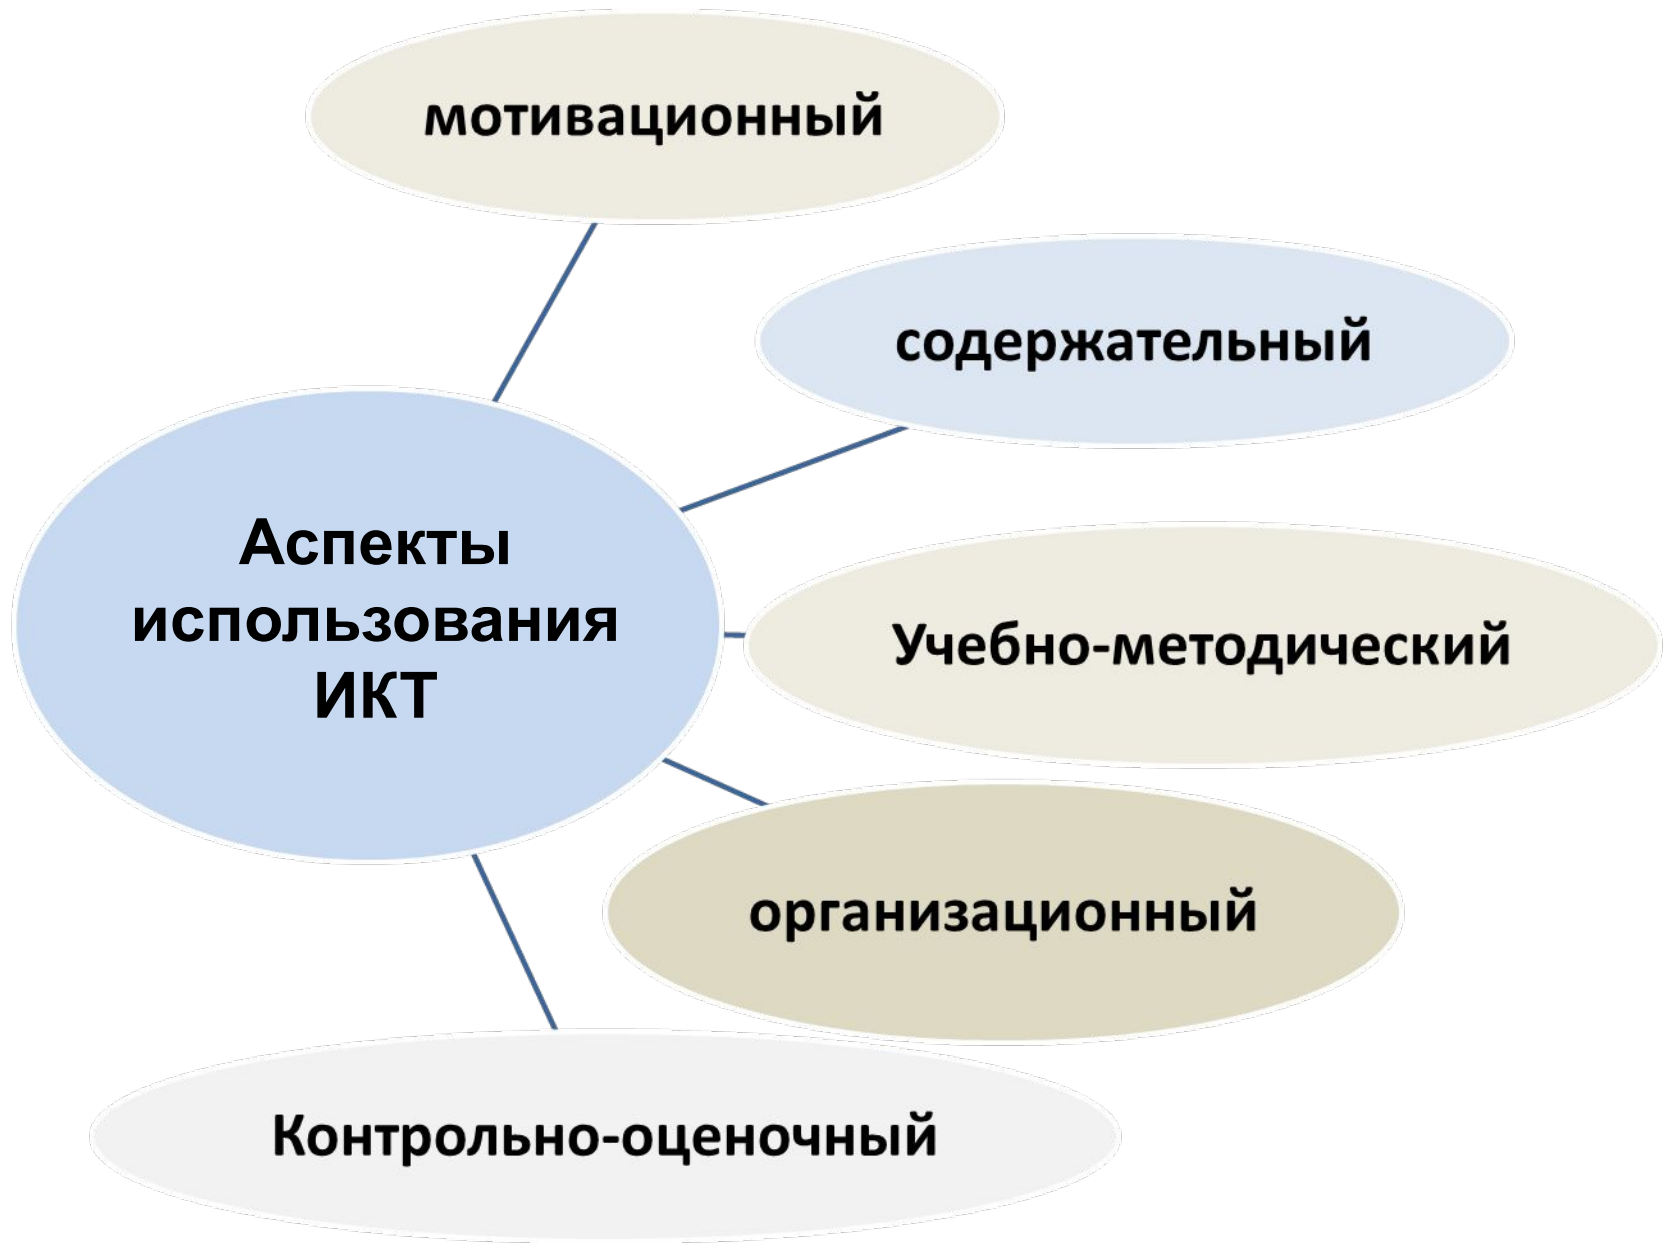 мотивационный
содержательный
Аспекты
использования
ИКТ
Учебно-методический
организационный
Контрольно-оценочный